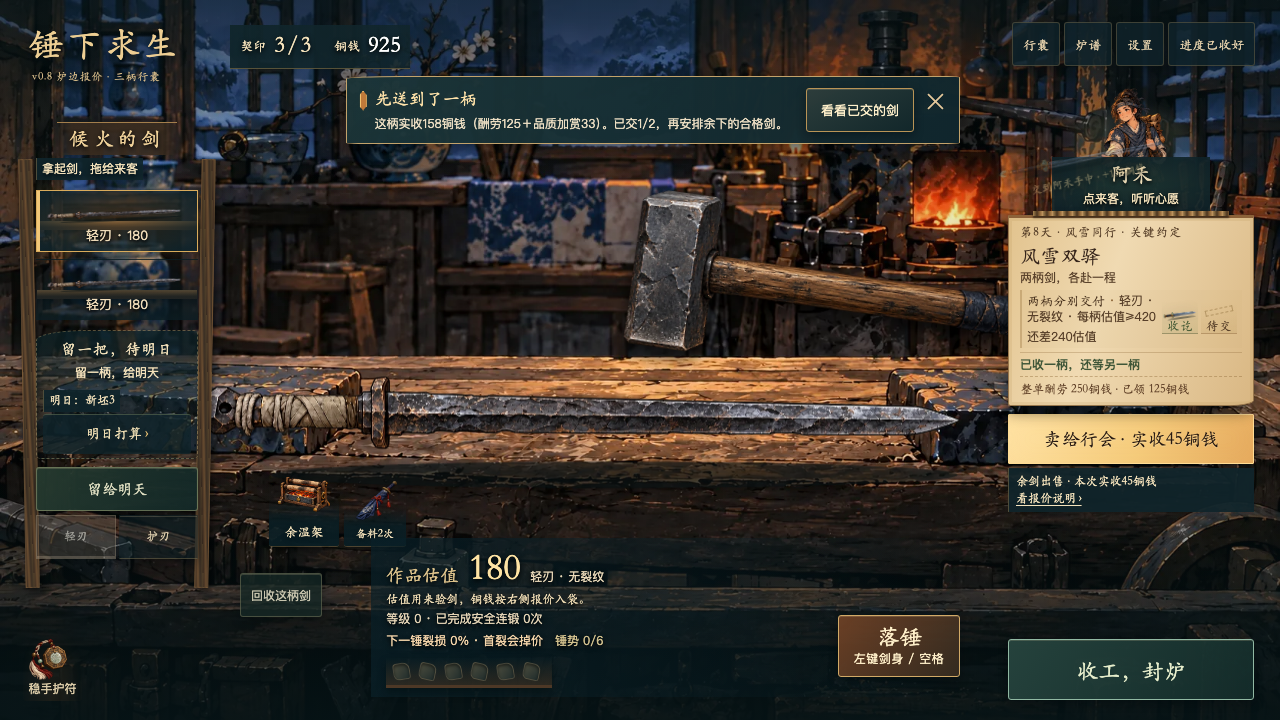 锤下求生
v0.8 炉边报价 · 三柄行囊
契印 3/3 铜钱 925
行囊
炉谱
设置
进度已收好
先送到了一柄
这柄实收158铜钱（酬劳125＋品质加赏33）。已交1/2，再安排余下的合格剑。
看看已交的剑
候火的剑
拿起剑，拖给来客
轻刃 · 180
轻刃 · 180
留一把，待明日
留一柄，给明天
明日：新坯3
明日打算 ›
留给明天
轻刃
护刃
稳手护符
阿禾
点来客，听听心愿
第8天 · 风雪同行 · 关键约定
风雪双驿
两柄剑，各赴一程
两柄分别交付 · 轻刃 ·
无裂纹 · 每柄估值≥420
还差240估值
收讫
待交
已收一柄，还等另一柄
整单酬劳 250铜钱 · 已领 125铜钱
卖给行会 · 实收45铜钱
余剑出售 · 本次实收45铜钱
看报价说明 ›
余温架
备料2次
回收这柄剑
作品估值 180 轻刃 · 无裂纹
估值用来验剑，铜钱按右侧报价入袋。
等级 0 · 已完成安全连锻 0次
下一锤裂损 0% · 首裂会掉价 锤势 0/6
落锤
左键剑身 / 空格
收工，封炉